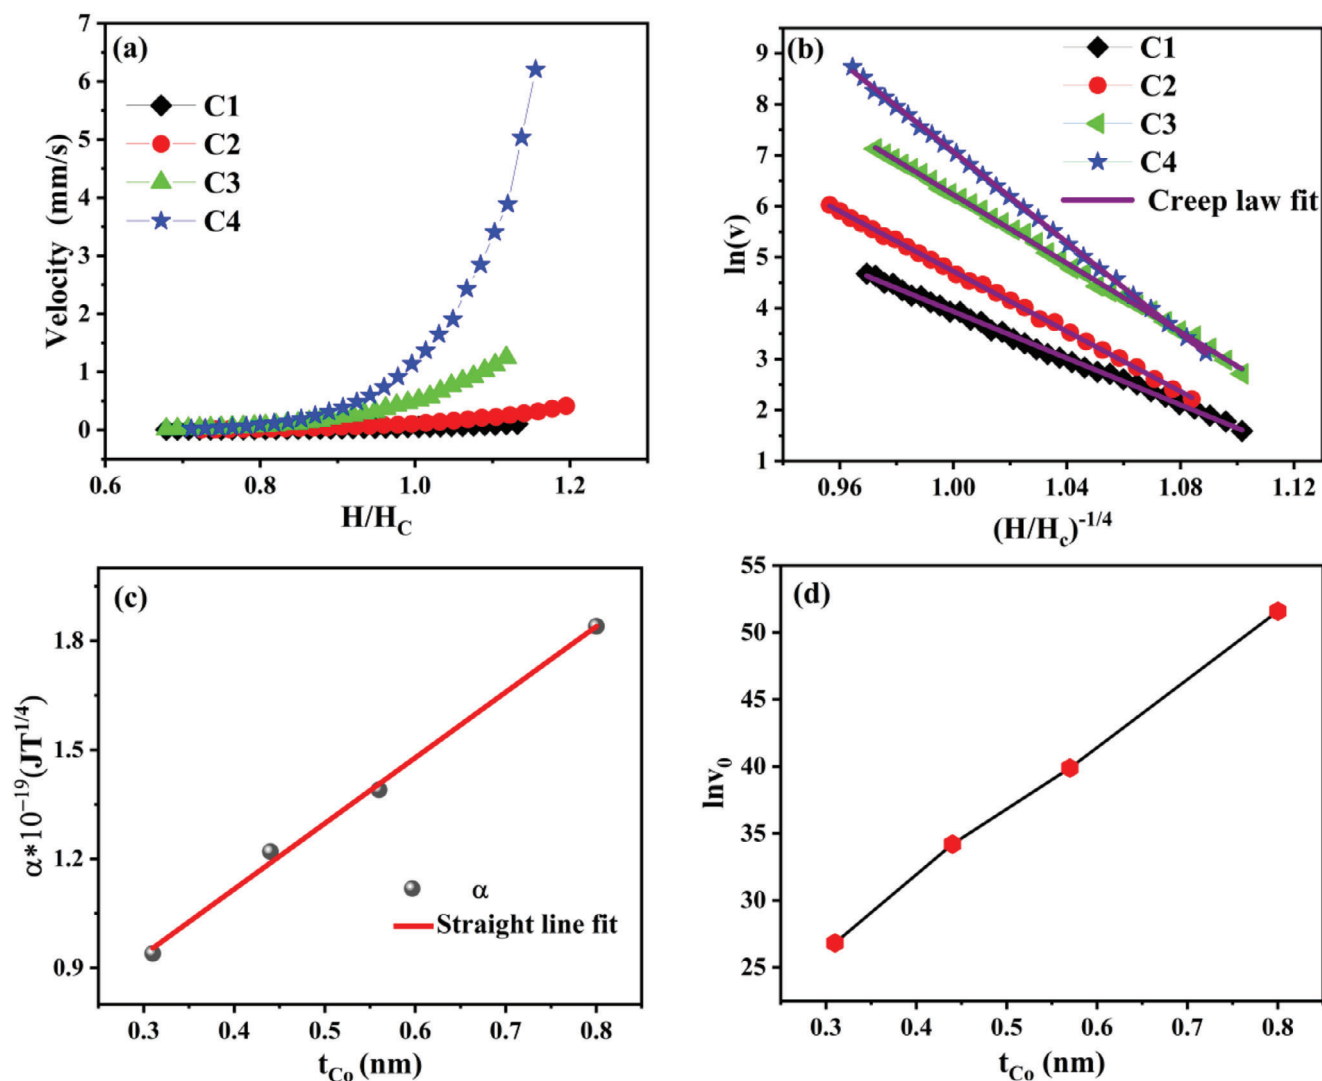 (a)
7
6
5
4
3
2
1
0
Velocity (mm/s)
C1
C2
C3
C4
0.6
0.8
1.0
1.2
H/H_C
(b)
9
8
7
6
5
4
3
2
1
ln(v)
C1
C2
C3
C4
Creep law fit
0.96
1.00
1.04
1.08
1.12
(H/H_c)^-1/4
(c)
1.8
1.5
1.2
0.9
α*10^−19(JT^1/4)
α
Straight line fit
0.3
0.4
0.5
0.6
0.7
0.8
t_Co (nm)
(d)
55
50
45
40
35
30
25
lnv_0
0.3
0.4
0.5
0.6
0.7
0.8
t_Co (nm)